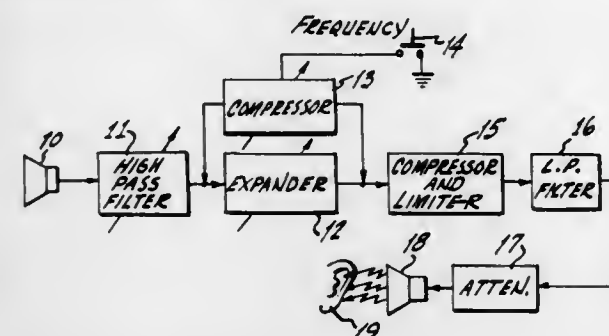 FREQUENCY
14
13
COMPRESSOR
10
11
HIGH
PASS
FILTER
EXPANDER
12
15
COMPRESSOR
AND
LIMITER
16
L.P.
FILTER
17
ATTEN.
18
19